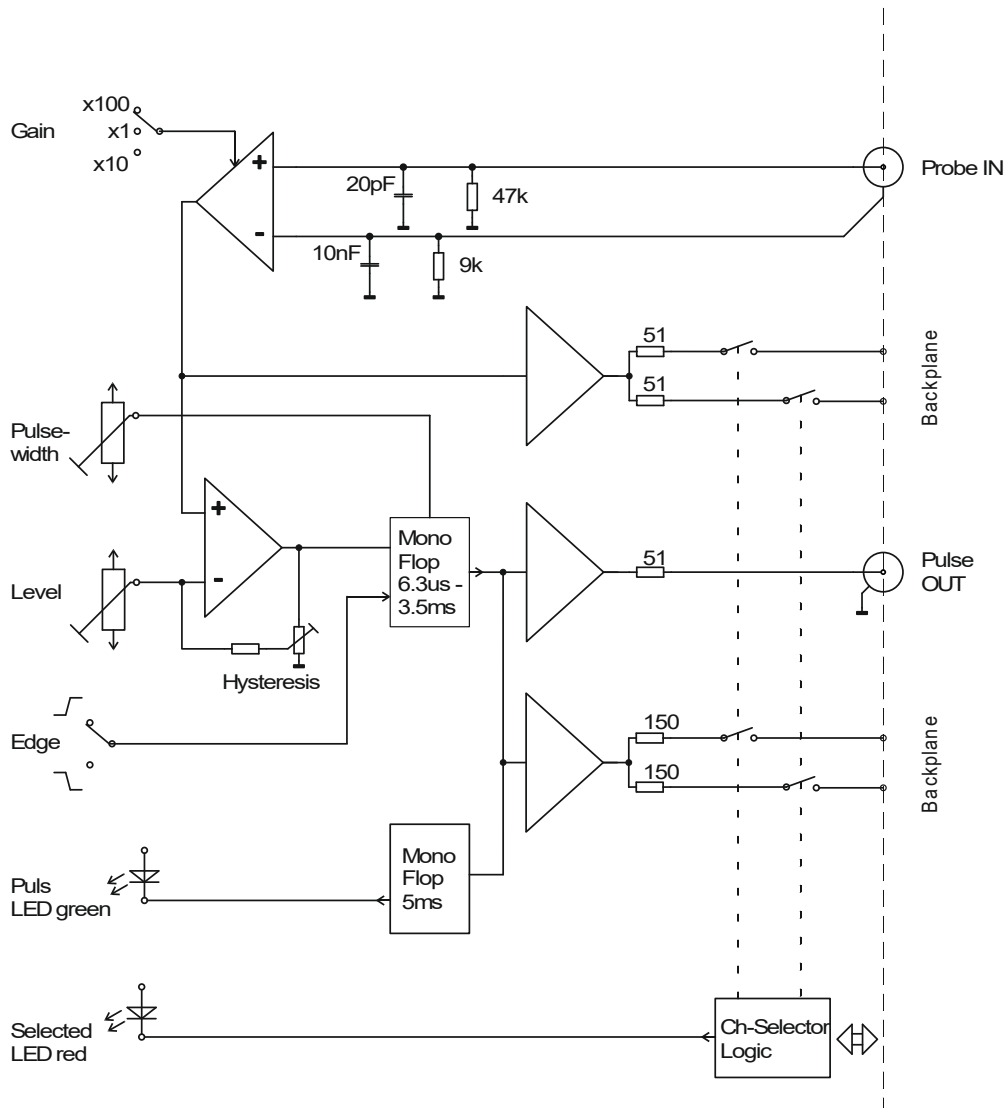 x100
Gain
x1
x10
+
-
20pF
47k
10nF
9k
Probe IN
51
51
Backplane
Pulse-
width
+
-
Mono
Flop
6.3us -
3.5ms
51
Pulse
OUT
Level
Hysteresis
Edge
150
150
Backplane
Puls
LED green
Mono
Flop
5ms
Selected
LED red
Ch-Selector
Logic